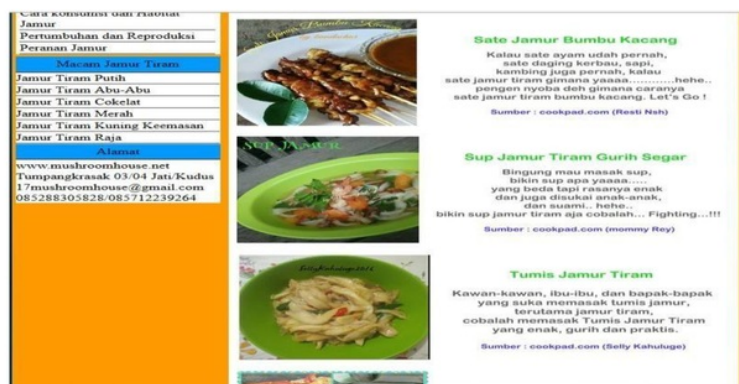 Cara konsumsi dan Habitat
Jamur
Pertumbuhan dan Reproduksi
Peranan Jamur
Macam Jamur Tiram
Jamur Tiram Putih
Jamur Tiram Abu-Abu
Jamur Tiram Cokelat
Jamur Tiram Merah
Jamur Tiram Kuning Keemasan
Jamur Tiram Raja
Alamat
www.mushroomhouse.net
Tumpangkrasak 03/04 Jati/Kudus
17mushroomhouse@gmail.com
085288305828/085712239264
Bumbu Kacang
Sate Jamur Bumbu Kacang
Kalau sate ayam udah pernah,
sate daging kerbau, sapi,
kambing juga pernah, kalau
sate jamur tiram gimana yaaaa...........hehe..
pengen nyoba deh gimana caranya
sate jamur tiram bumbu kacang. Let's Go !
Sumber : cookpad.com (Resti Nsh)
SUP JAMUR
Sup Jamur Tiram Gurih Segar
Bingung mau masak sup,
bikin sup apa yaaaa.....
yang beda tapi rasanya enak
dan juga disukai anak-anak,
dan suami.. hehe..
bikin sup jamur tiram aja cobalah... Fighting...!!!
Sumber : cookpad.com (mommy Rey)
SellyKahuluge2016
Tumis Jamur Tiram
Kawan-kawan, ibu-ibu, dan bapak-bapak
yang suka memasak tumis jamur,
terutama jamur tiram,
cobalah memasak Tumis Jamur Tiram
yang enak, gurih dan praktis.
Sumber : cookpad.com (Selly Kahuluge)